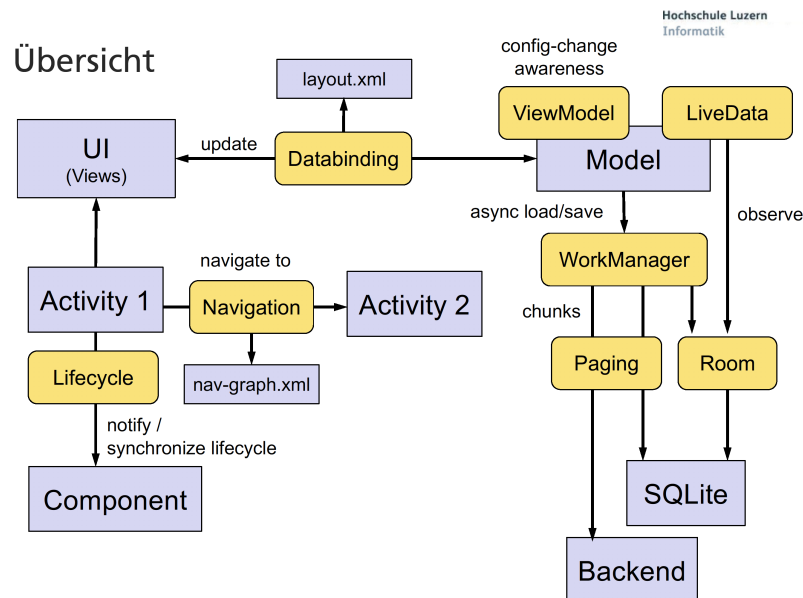 Hochschule Luzern
Informatik
Übersicht
config-change
awareness
layout.xml
ViewModel
LiveData
UI
(Views)
update
Databinding
Model
async load/save
observe
navigate to
WorkManager
Activity 1
Navigation
Activity 2
chunks
Lifecycle
nav-graph.xml
Paging
Room
notify /
synchronize lifecycle
Component
SQLite
Backend